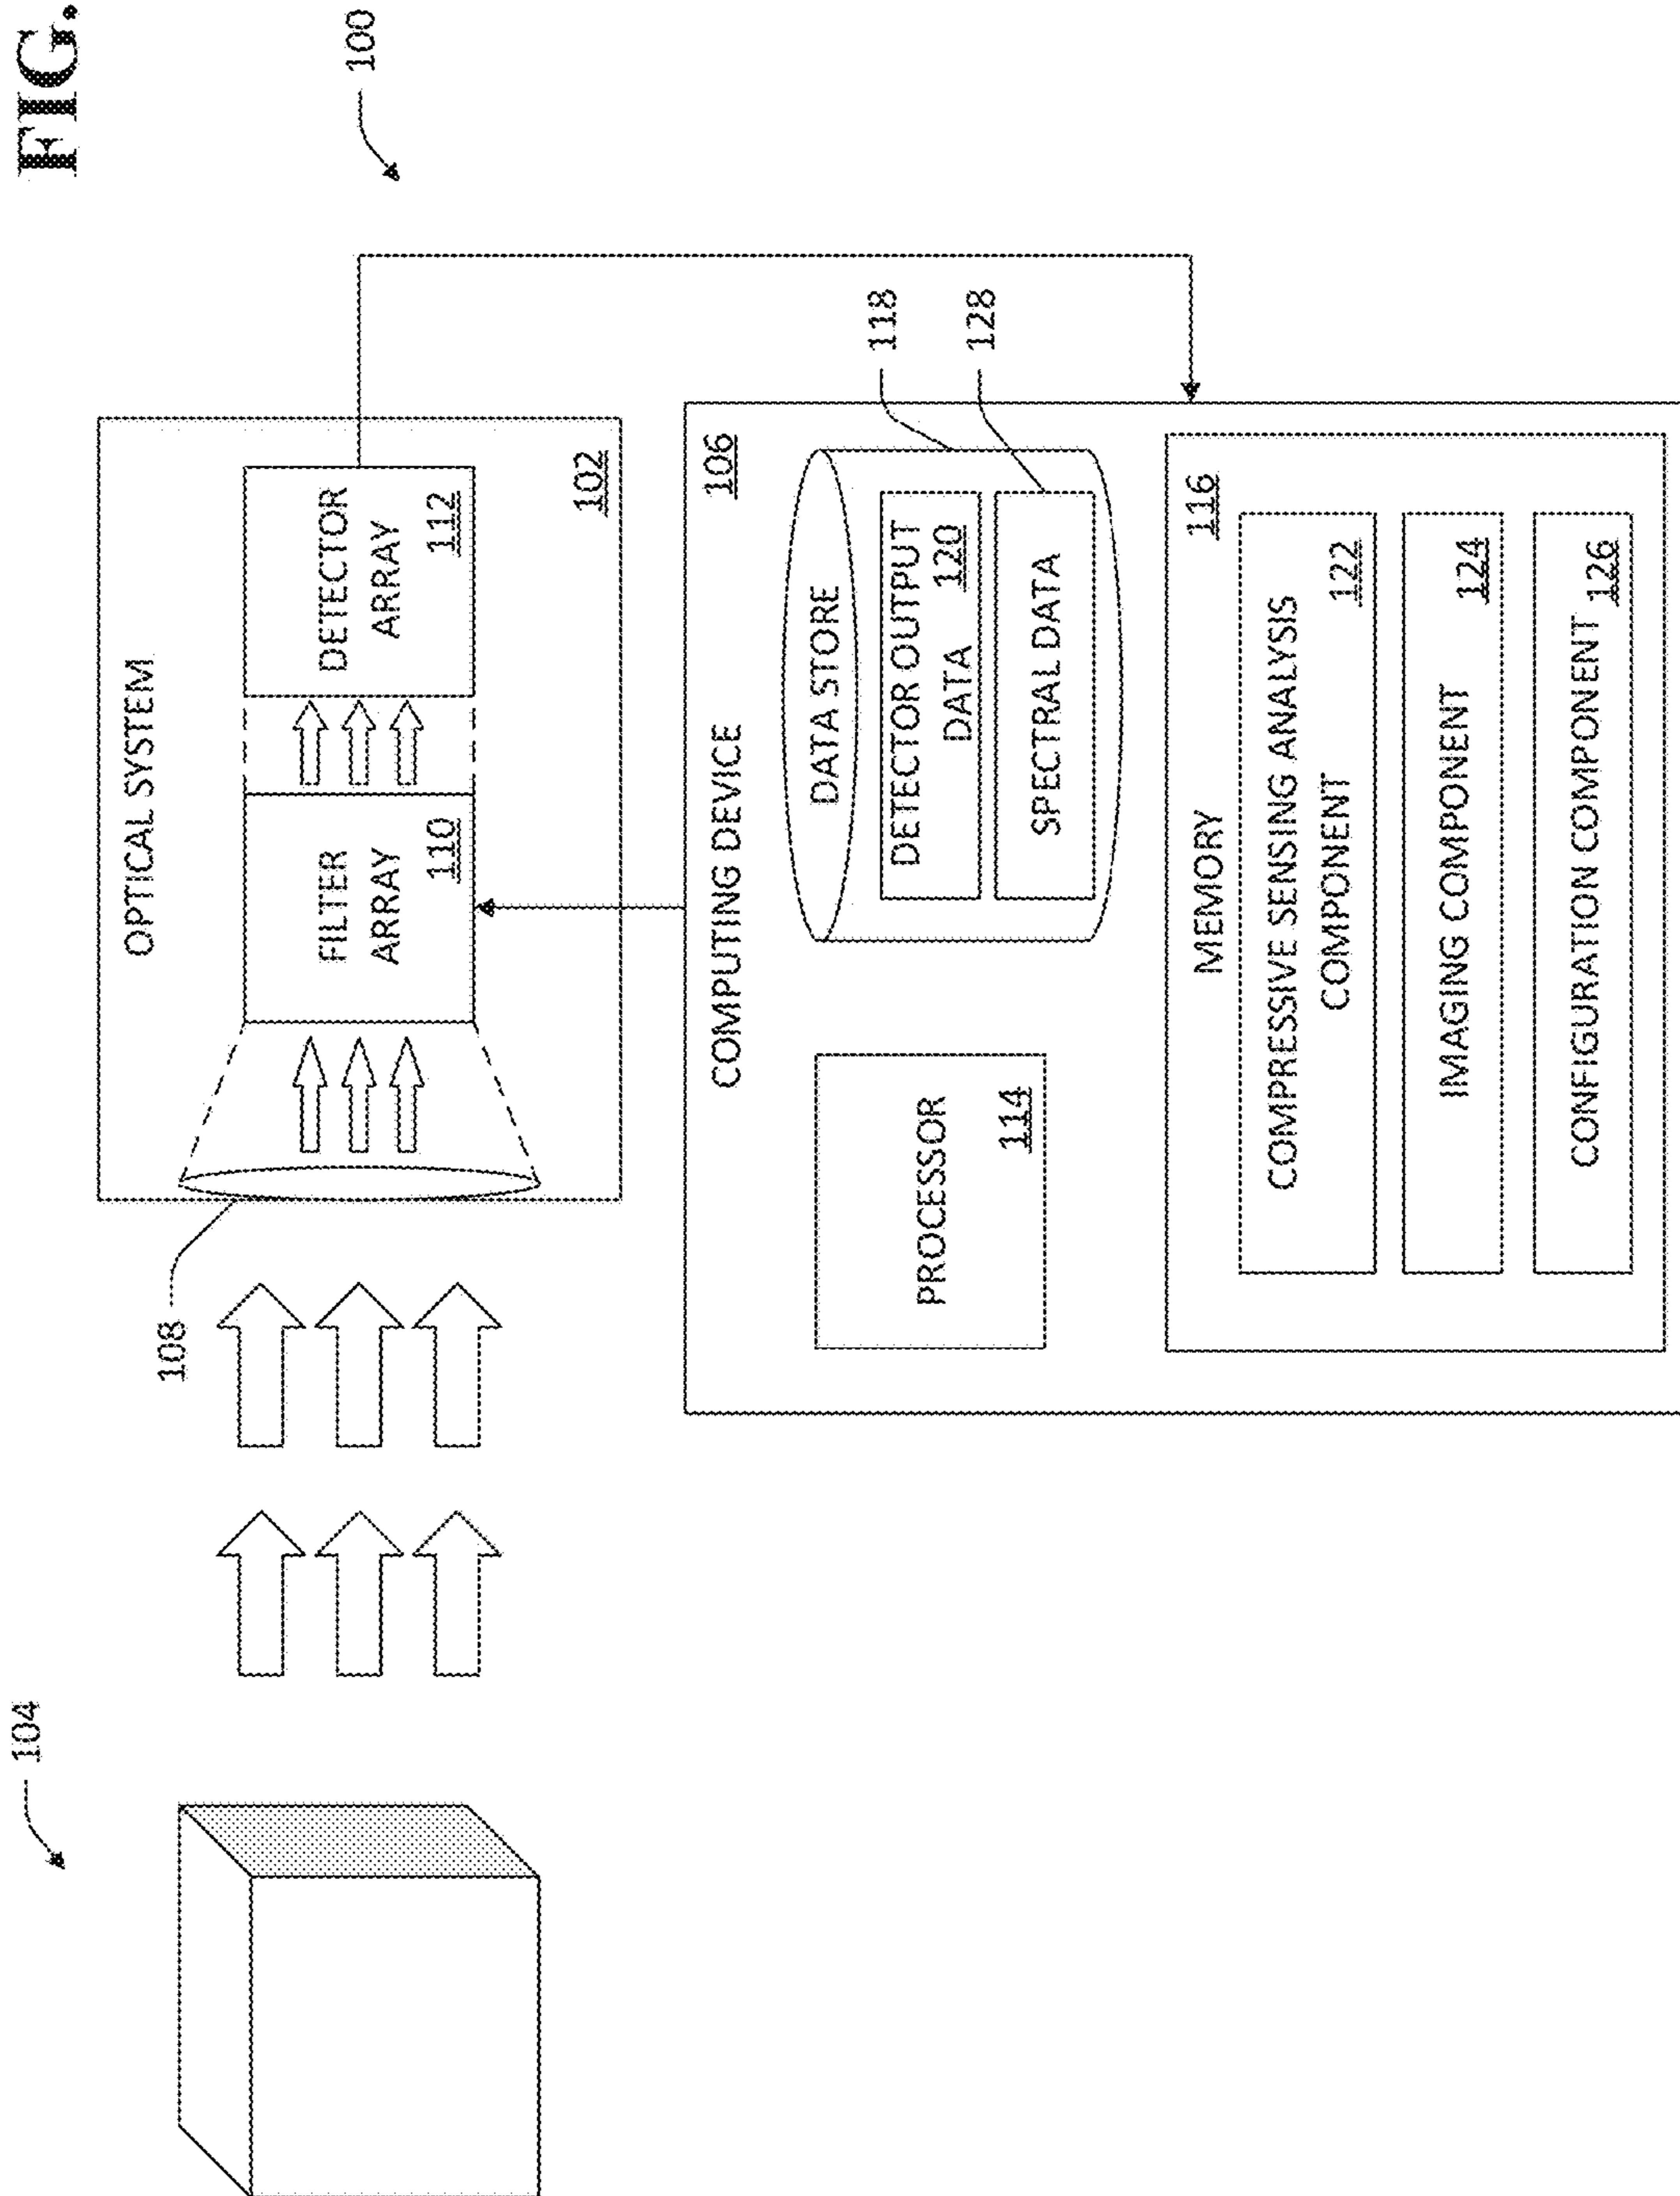 FIG.
100
104
108
OPTICAL SYSTEM
FILTER
ARRAY
110
DETECTOR
ARRAY
112
102
COMPUTING DEVICE
106
PROCESSOR
114
DATA STORE
118
DETECTOR OUTPUT
DATA 120
SPECTRAL DATA
128
MEMORY
116
COMPRESSIVE SENSING ANALYSIS
COMPONENT
122
IMAGING COMPONENT
124
CONFIGURATION COMPONENT
126